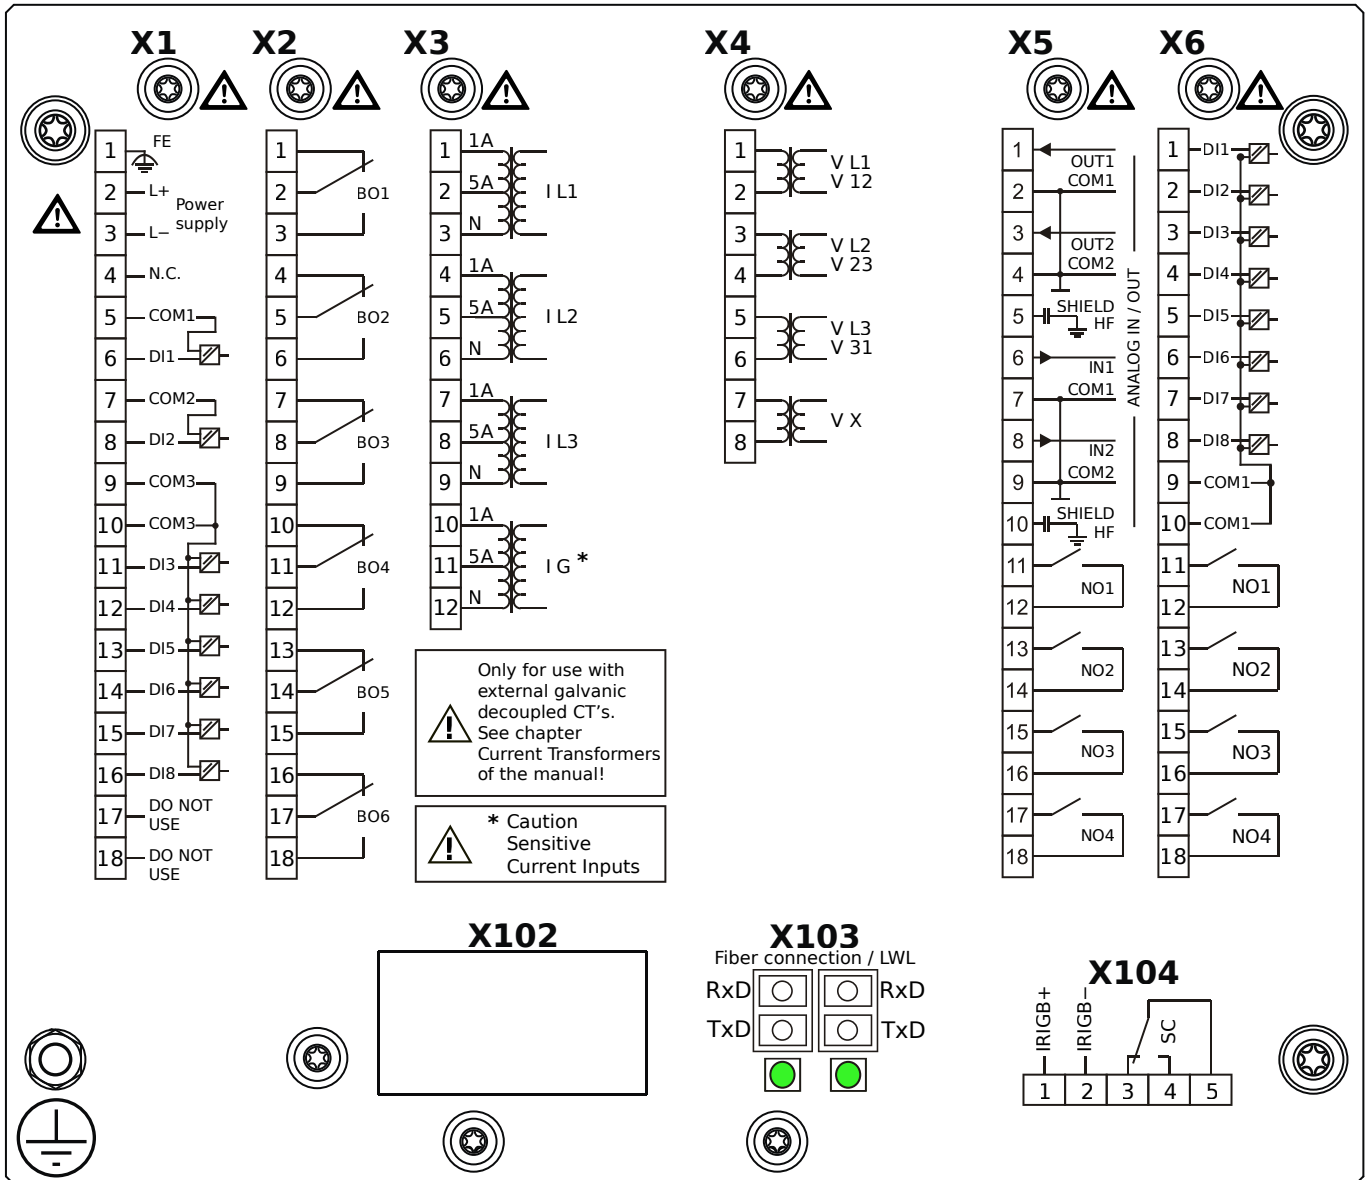 X1
X2
X3
X4
X5
X6
1 FE
2 L+
Power
supply
3 L−
4 N.C.
5 COM1
6 DI1
7 COM2
8 DI2
9 COM3
10 COM3
11 DI3
12 DI4
13 DI5
14 DI6
15 DI7
16 DI8
17 DO NOT
USE
18 DO NOT
USE
1
2 BO1
3
4
5 BO2
6
7
8 BO3
9
10
11 BO4
12
13
14 BO5
15
16
17 BO6
18
1 1A
2 5A I L1
3 N
4 1A
5 5A I L2
6 N
7 1A
8 5A I L3
9 N
10 1A
11 5A I G *
12 N
Only for use with
external galvanic
decoupled CT's.
See chapter
Current Transformers
of the manual!
* Caution
Sensitive
Current Inputs
1 V L1
2 V 12
3 V L2
4 V 23
5 V L3
6 V 31
7 V X
8
1 OUT1
2 COM1
3 OUT2
4 COM2
5 SHIELD
HF
6 IN1
7 COM1
8 IN2
9 COM2
10 SHIELD
HF
ANALOG IN / OUT
11 NO1
12
13 NO2
14
15 NO3
16
17 NO4
18
1 DI1
2 DI2
3 DI3
4 DI4
5 DI5
6 DI6
7 DI7
8 DI8
9 COM1
10 COM1
11 NO1
12
13 NO2
14
15 NO3
16
17 NO4
18
X102
X103
Fiber connection / LWL
RxD RxD
TxD TxD
X104
IRIGB+
IRIGB−
SC
1 2 3 4 5